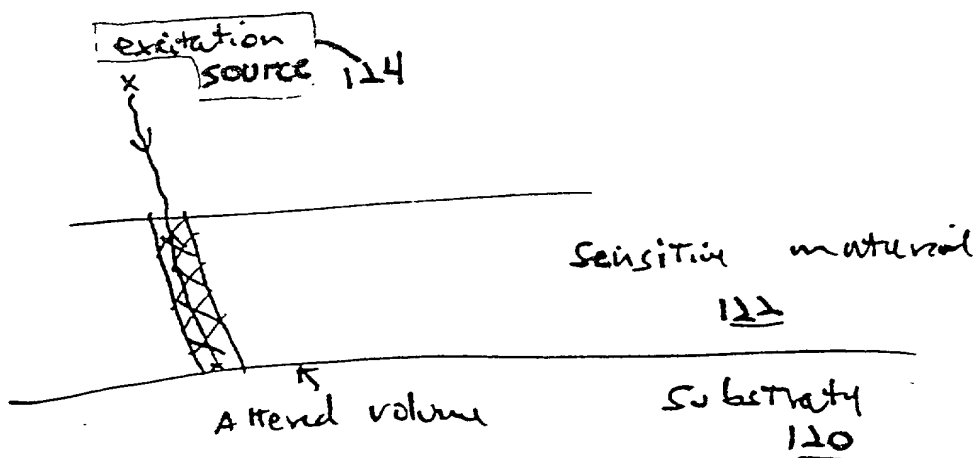 excitation
source 124
sensitive material
122
Altered volume
substrate
120